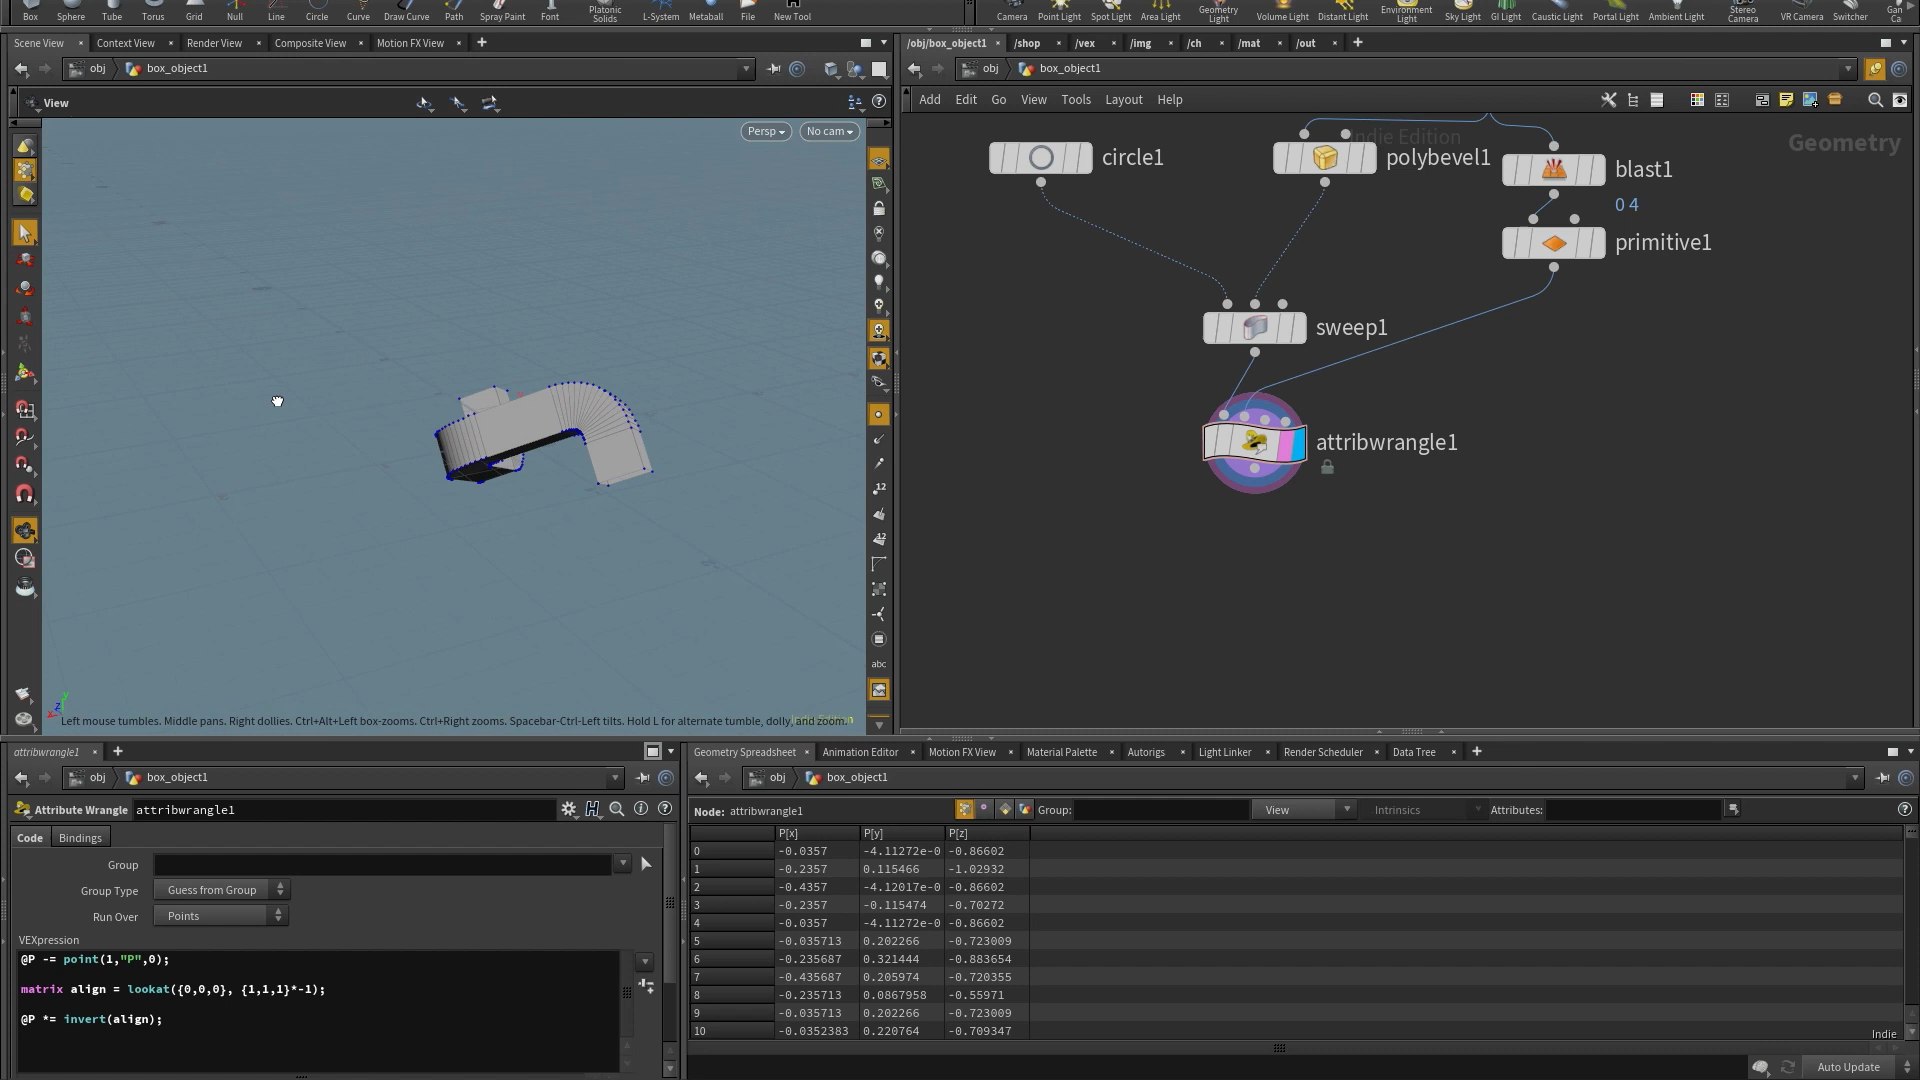 Box Sphere Tube Torus Grid Null Line Circle Curve Draw Curve Path Spray Paint Font Platonic Solids L-System Metaball File New Tool
Camera Point Light Spot Light Area Light Geometry Light Volume Light Distant Light Environment Light Sky Light GI Light Caustic Light Portal Light Ambient Light Stereo Camera VR Camera Switcher Gan Ca
Scene View Context View Render View Composite View Motion FX View
/obj/box_object1 /shop /vex /img /ch /mat /out
obj box_object1
obj box_object1
View
Add Edit Go View Tools Layout Help
Persp No cam
Indie Edition
Geometry
circle1
polybevel1
blast1
0 4
primitive1
sweep1
attribwrangle1
12
12
abc
y
x
z
Left mouse tumbles. Middle pans. Right dollies. Ctrl+Alt+Left box-zooms. Ctrl+Right zooms. Spacebar-Ctrl-Left tilts. Hold L for alternate tumble, dolly, and zoom.
attribwrangle1
Geometry Spreadsheet Animation Editor Motion FX View Material Palette Autorigs Light Linker Render Scheduler Data Tree
obj box_object1
obj box_object1
Attribute Wrangle attribwrangle1
Node: attribwrangle1 Group: View Intrinsics Attributes:
Code Bindings
Group
Group Type Guess from Group
Run Over Points
VEXpression
@P -= point(1,"P",0);
matrix align = lookat({0,0,0}, {1,1,1}*-1);
@P *= invert(align);
P[x] P[y] P[z]
0 -0.0357 -4.11272e-0 -0.86602
1 -0.2357 0.115466 -1.02932
2 -0.4357 -4.12017e-0 -0.86602
3 -0.2357 -0.115474 -0.70272
4 -0.0357 -4.11272e-0 -0.86602
5 -0.035713 0.202266 -0.723009
6 -0.235687 0.321444 -0.883654
7 -0.435687 0.205974 -0.720355
8 -0.235713 0.0867958 -0.55971
9 -0.035713 0.202266 -0.723009
10 -0.0352383 0.220764 -0.709347
Indie
Auto Update